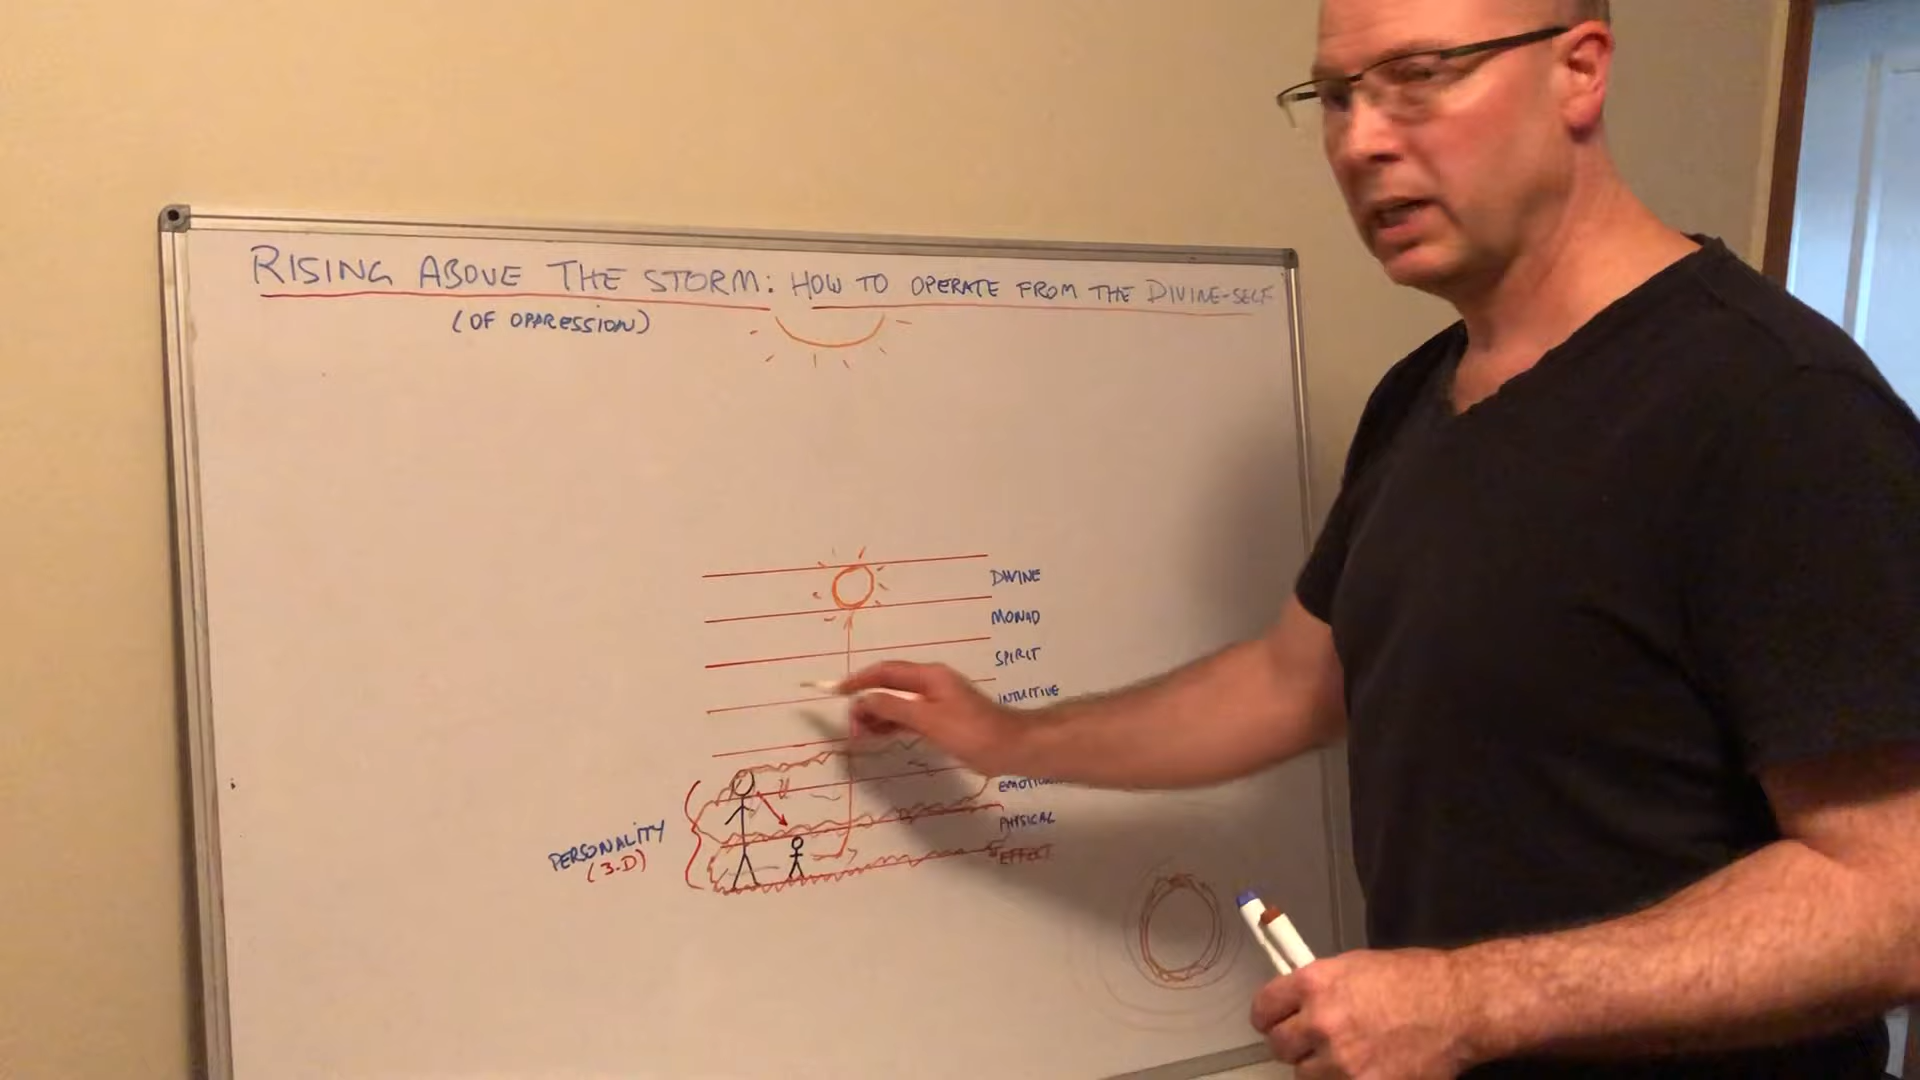 RISING ABOVE THE STORM: HOW TO OPERATE FROM THE DIVINE-SELF
(OF OPPRESSION)
DIVINE
MONAD
SPIRIT
INTUITIVE
PHYSICAL
EFFECT
PERSONALITY
(3-D)